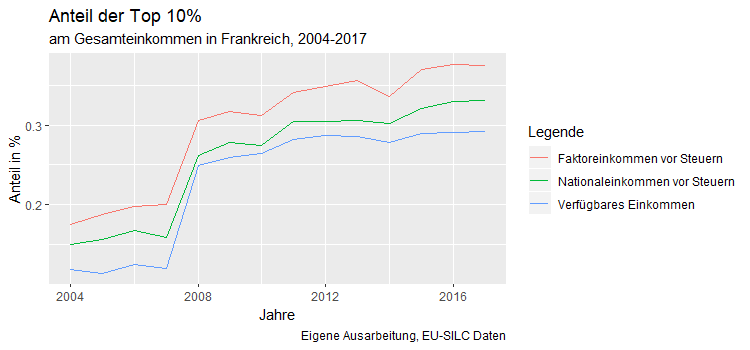 Anteil der Top 10%
am Gesamteinkommen in Frankreich, 2004-2017
Anteil in %
0.3
0.2
2004
2008
2012
2016
Jahre
Legende
Faktoreinkommen vor Steuern
Nationaleinkommen vor Steuern
Verfügbares Einkommen
Eigene Ausarbeitung, EU-SILC Daten